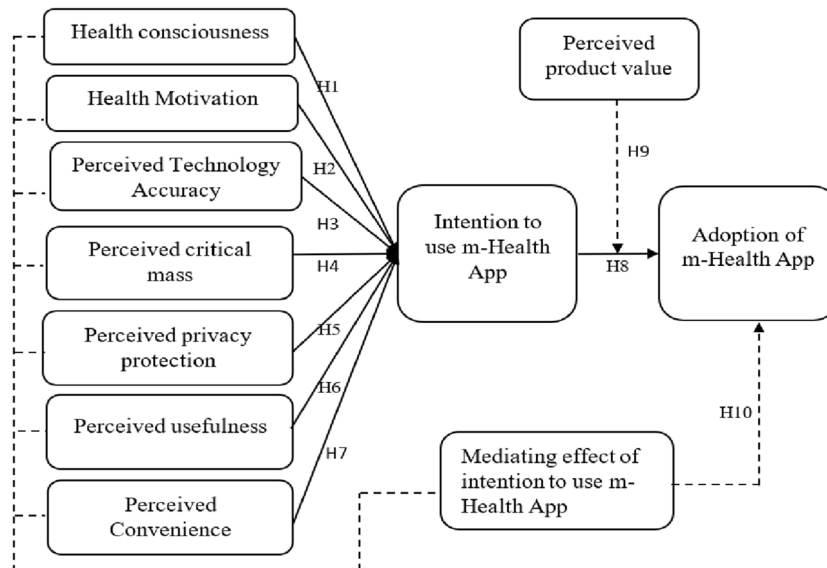 Health consciousness
Health Motivation
Perceived Technology
Accuracy
Perceived critical
mass
Perceived privacy
protection
Perceived usefulness
Perceived
Convenience
H1
H2
H3
H4
H5
H6
H7
Intention to
use m-Health
App
Perceived
product value
H9
H8
Adoption of
m-Health App
H10
Mediating effect of
intention to use m-
Health App